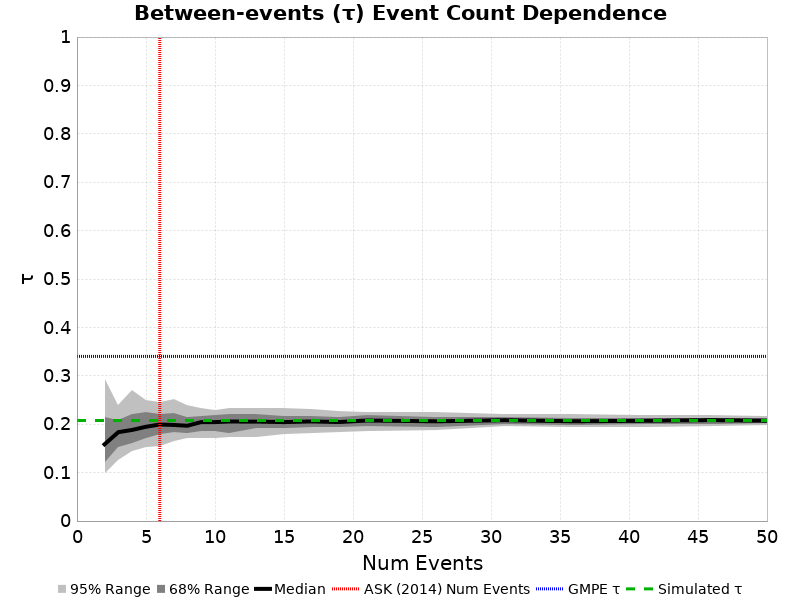 Between-events (τ) Event Count Dependence
1
0.9
0.8
0.7
0.6
0.5
0.4
0.3
0.2
0.1
0
τ
0 5 10 15 20 25 30 35 40 45 50
Num Events
95% Range 68% Range Median ASK (2014) Num Events GMPE τ Simulated τ